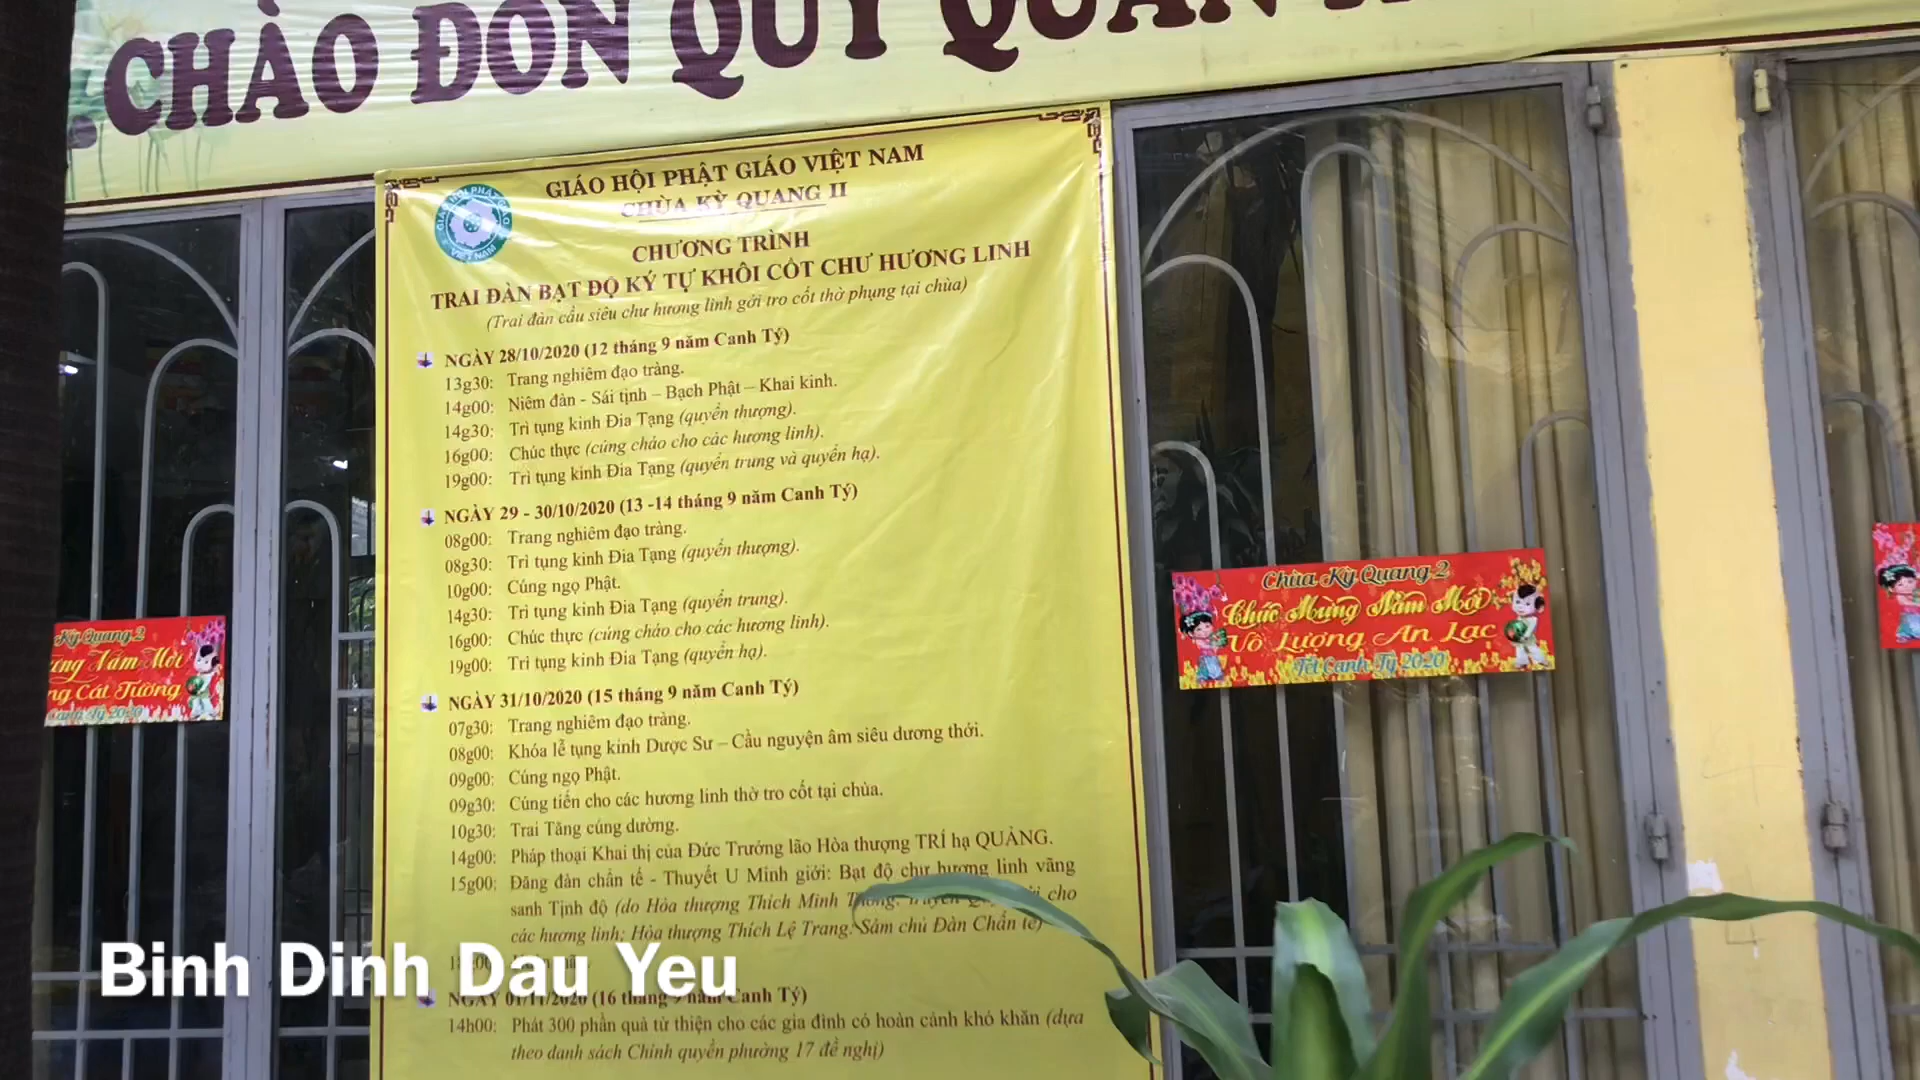 CHÀO ĐÓN QUÝ QUAN
GIÁO HỘI PHẬT GIÁO VIỆT NAM
CHÙA KỲ QUANG II
GIÁO HỘI PHẬT GIÁO
VIỆT NAM
CHƯƠNG TRÌNH
TRAI ĐÀN BẠT ĐỘ KÝ TỰ KHÔI CỐT CHƯ HƯƠNG LINH
(Trai đàn cầu siêu chư hương linh gởi tro cốt thờ phụng tại chùa)
NGÀY 28/10/2020 (12 tháng 9 năm Canh Tý)
13g30: Trang nghiêm đạo tràng.
14g00: Niêm đàn - Sái tịnh – Bạch Phật – Khai kinh.
14g30: Trì tụng kinh Địa Tạng (quyển thượng).
16g00: Chúc thực (cúng cháo cho các hương linh).
19g00: Trì tụng kinh Địa Tạng (quyển trung và quyển hạ).
NGÀY 29 - 30/10/2020 (13 -14 tháng 9 năm Canh Tý)
08g00: Trang nghiêm đạo tràng.
08g30: Trì tụng kinh Địa Tạng (quyển thượng).
10g00: Cúng ngọ Phật.
14g30: Trì tụng kinh Địa Tạng (quyển trung).
16g00: Chúc thực (cúng cháo cho các hương linh).
19g00: Trì tụng kinh Địa Tạng (quyển hạ).
NGÀY 31/10/2020 (15 tháng 9 năm Canh Tý)
07g30: Trang nghiêm đạo tràng.
08g00: Khóa lễ tụng kinh Dược Sư – Cầu nguyện âm siêu dương thới.
09g00: Cúng ngọ Phật.
09g30: Cúng tiến cho các hương linh thờ tro cốt tại chùa.
10g30: Trai Tăng cúng dường.
14g00: Pháp thoại Khai thị của Đức Trưởng lão Hòa thượng TRÍ hạ QUẢNG.
15g00: Đăng đàn chẩn tế - Thuyết U Minh giới: Bạt độ chư hương linh vãng
sanh Tịnh độ (do Hòa thượng Thích Minh Thông: Truyền cho
các hương linh; Hòa thượng Thích Lệ Trang: Sám chủ Đàn Chẩn tế)
NGÀY 01/11/2020 (16 tháng 9 năm Canh Tý)
14h00: Phát 300 phần quà từ thiện cho các gia đình có hoàn cảnh khó khăn (dựa
theo danh sách Chính quyền phường 17 đề nghị)
Binh Dinh Dau Yeu
Kỳ Quang 2
Năm Mới
Cát Tường
Canh Tý 2020
Chùa Kỳ Quang 2
Chúc Mừng Năm Mới
Vô Lượng An Lạc
Tết Canh Tý 2020